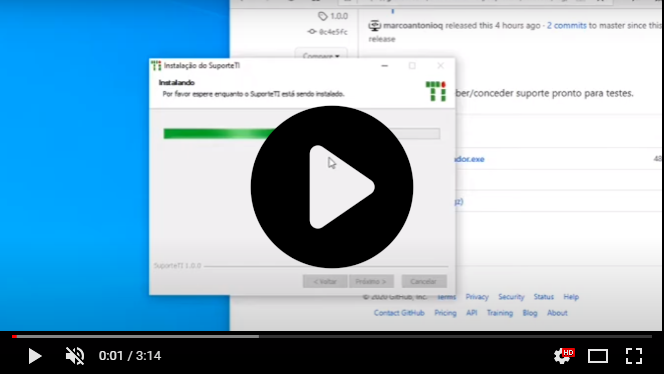 1.0.0
0c4e5fc
Compare
marcoantonioq released this 4 hours ago · 2 commits to master since this
release
Instalação do SuporteTI
Instalando
Por favor espere enquanto o SuporteTI está sendo instalado.
ber/conceder suporte pronto para testes.
dor.exe
SuporteTI 1.0.0
< Voltar
Próximo >
Cancelar
© 2020 GitHub, Inc. Terms Privacy Security Status Help
Contact GitHub Pricing API Training Blog About
0:01 / 3:14
HD